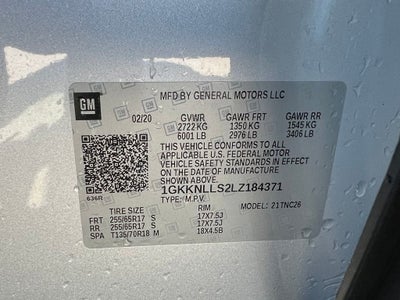 GM
MFD BY GENERAL MOTORS LLC
02/20 GVWR GAWR FRT GAWR RR
2722 KG 1350 KG 1545 KG
6001 LB 2976 LB 3406 LB
THIS VEHICLE CONFORMS TO ALL
APPLICABLE U.S. FEDERAL MOTOR
VEHICLE SAFETY STANDARDS IN EFFECT ON
THE DATE OF MANUFACTURE SHOWN ABOVE.
1GKKNLLS2LZ184371
636R TYPE: M.P.V. MODEL: 21TNC26
TIRE SIZE RIM
FRT 255/65R17 S 17X7.5J
RR 255/65R17 S 17X7.5J
SPA T135/70R18 M 18X4.5B